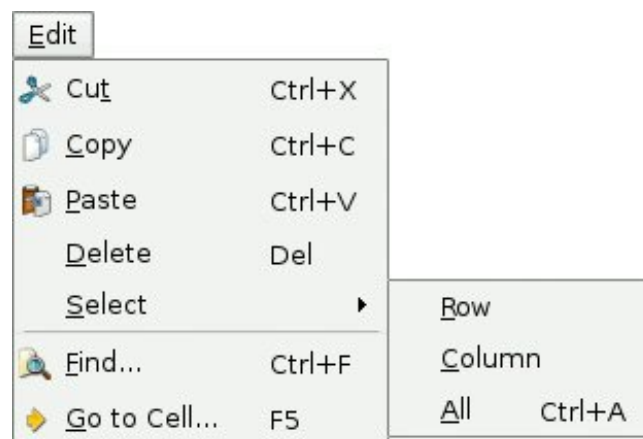 Edit
Cut Ctrl+X
Copy Ctrl+C
Paste Ctrl+V
Delete Del
Select
Row
Find... Ctrl+F
Column
Go to Cell... F5
All Ctrl+A